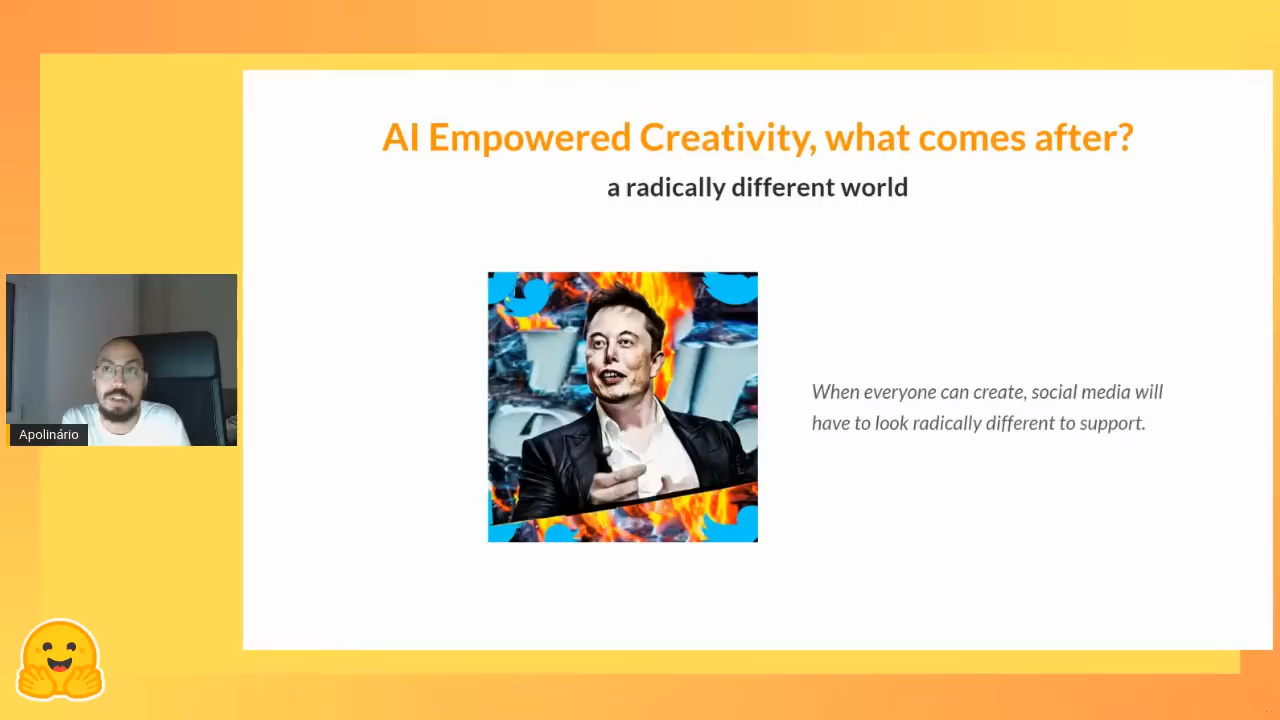 AI Empowered Creativity, what comes after?
a radically different world
When everyone can create, social media will
have to look radically different to support.
Apolinário